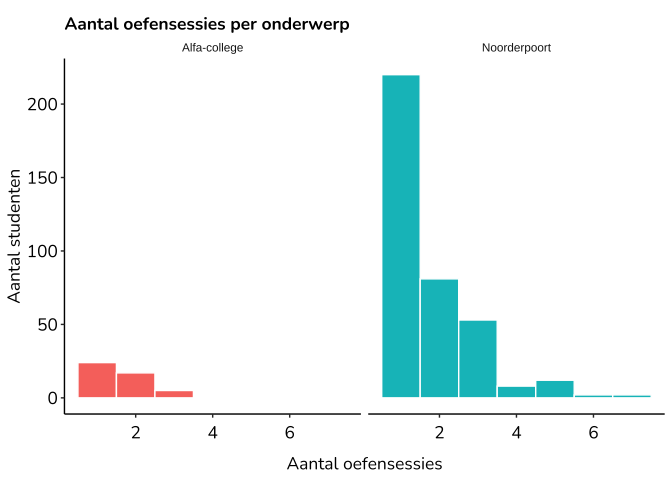 Aantal oefensessies per onderwerp
Alfa-college
Noorderpoort
Aantal studenten
200
150
100
50
0
2
4
6
2
4
6
Aantal oefensessies